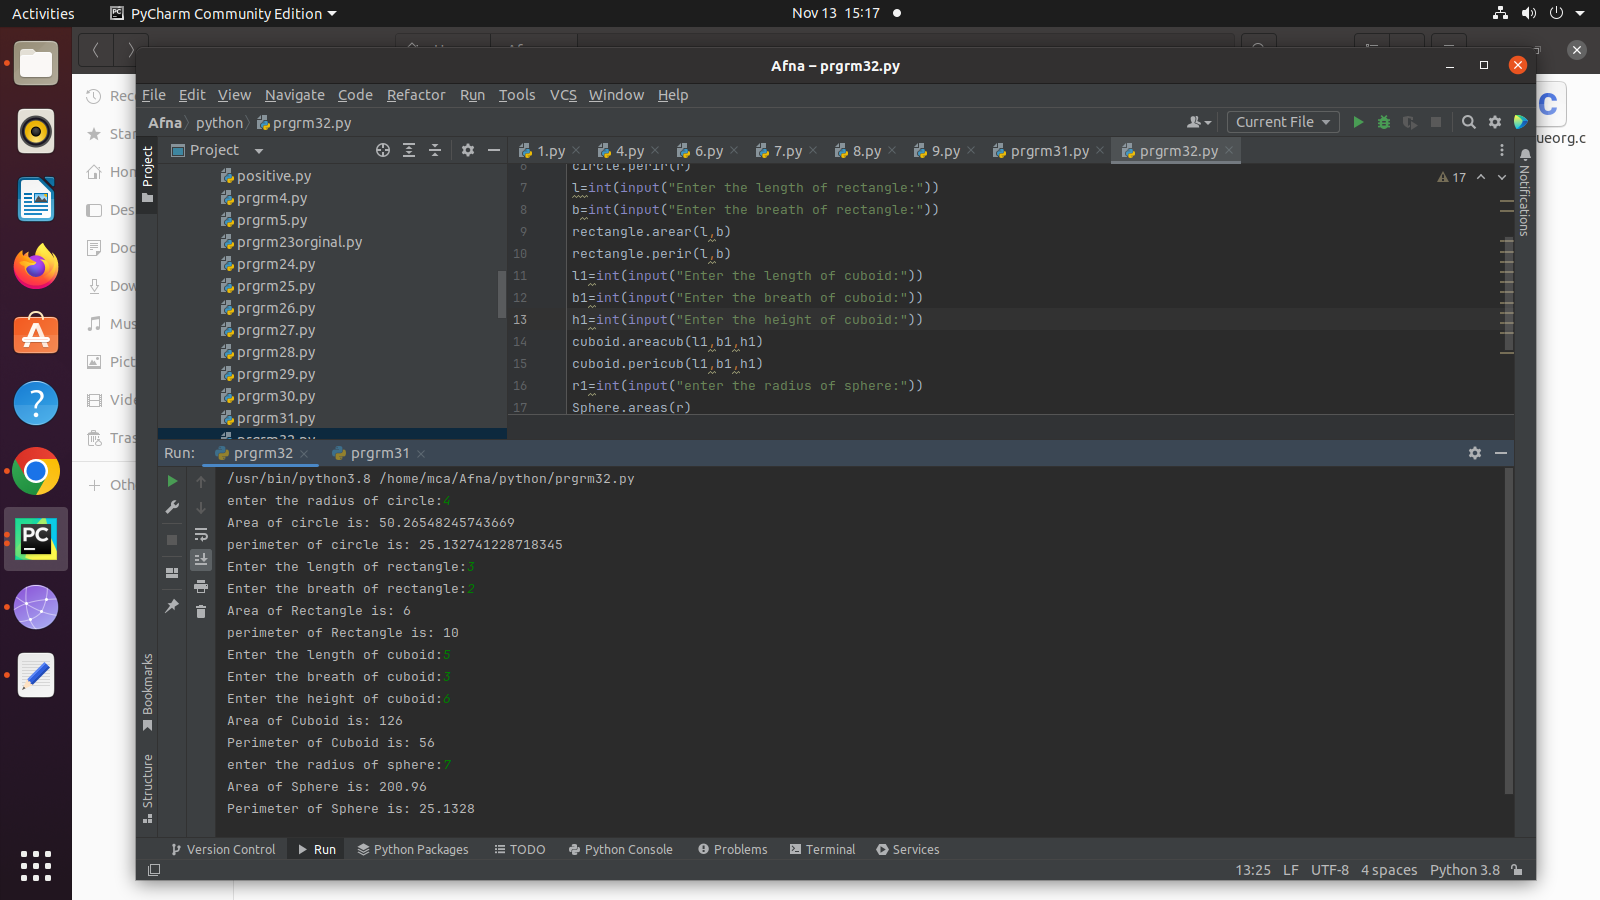 Activities
PyCharm Community Edition
Nov 13 15:17
Afna – prgrm32.py
File Edit View Navigate Code Refactor Run Tools VCS Window Help
Afna python prgrm32.py
Current File
Project
1.py 4.py 6.py 7.py 8.py 9.py prgrm31.py prgrm32.py
Project
positive.py
prgrm4.py
prgrm5.py
prgrm23orginal.py
prgrm24.py
prgrm25.py
prgrm26.py
prgrm27.py
prgrm28.py
prgrm29.py
prgrm30.py
prgrm31.py
prgrm32.py
6 circle.perir(r)
7 l=int(input("Enter the length of rectangle:"))
8 b=int(input("Enter the breath of rectangle:"))
9 rectangle.arear(l,b)
10 rectangle.perir(l,b)
11 l1=int(input("Enter the length of cuboid:"))
12 b1=int(input("Enter the breath of cuboid:"))
13 h1=int(input("Enter the height of cuboid:"))
14 cuboid.areacub(l1,b1,h1)
15 cuboid.pericub(l1,b1,h1)
16 r1=int(input("enter the radius of sphere:"))
17 Sphere.areas(r)
17
Notifications
ueorg.c
Rec
Star
Hom
Des
Doc
Dow
Mus
Pict
Vide
Tras
Oth
Run: prgrm32 prgrm31
/usr/bin/python3.8 /home/mca/Afna/python/prgrm32.py
enter the radius of circle:4
Area of circle is: 50.26548245743669
perimeter of circle is: 25.132741228718345
Enter the length of rectangle:3
Enter the breath of rectangle:2
Area of Rectangle is: 6
perimeter of Rectangle is: 10
Enter the length of cuboid:5
Enter the breath of cuboid:3
Enter the height of cuboid:6
Area of Cuboid is: 126
Perimeter of Cuboid is: 56
enter the radius of sphere:7
Area of Sphere is: 200.96
Perimeter of Sphere is: 25.1328
Bookmarks
Structure
Version Control Run Python Packages TODO Python Console Problems Terminal Services
13:25 LF UTF-8 4 spaces Python 3.8